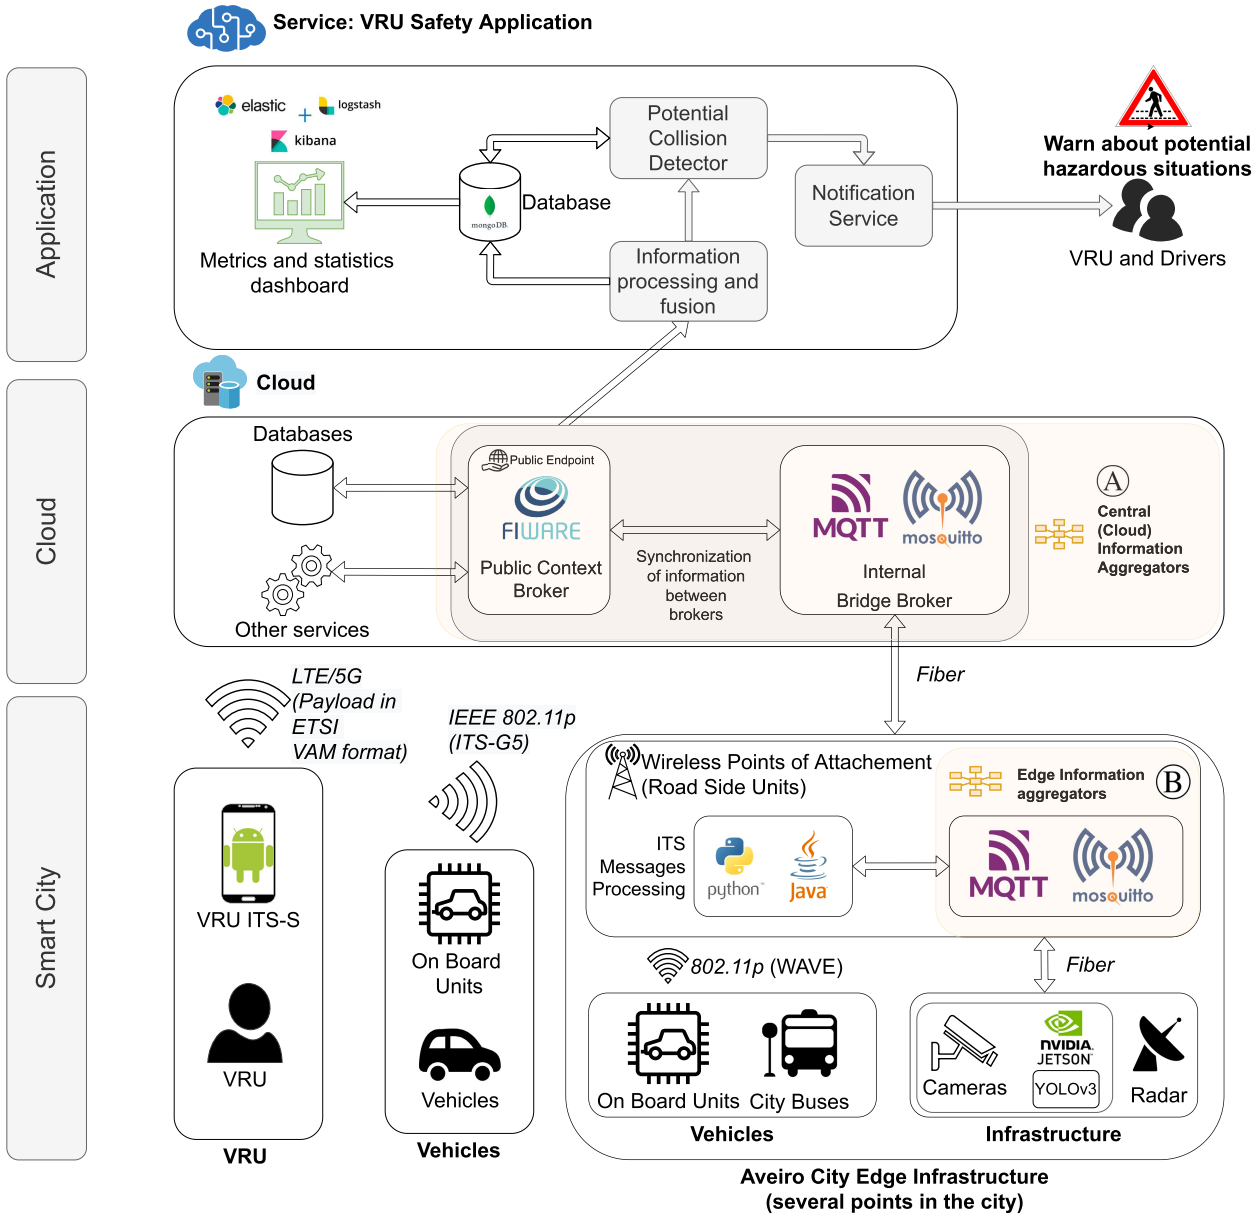 Service: VRU Safety Application
Application
elastic
+
logstash
kibana
Metrics and statistics
dashboard
mongoDB.
Database
Potential
Collision
Detector
Information
processing and
fusion
Notification
Service
Warn about potential
hazardous situations
VRU and Drivers
Cloud
Cloud
Databases
Other services
Public Endpoint
FIWARE
Public Context
Broker
Synchronization
of information
between
brokers
MQTT
mosquitto
Internal
Bridge Broker
A
Central
(Cloud)
Information
Aggregators
Fiber
Smart City
LTE/5G
(Payload in
ETSI
VAM format)
VRU ITS-S
VRU
VRU
IEEE 802.11p
(ITS-G5)
On Board
Units
Vehicles
Vehicles
Wireless Points of Attachement
(Road Side Units)
ITS
Messages
Processing
python™
Java
Edge Information
aggregators
B
MQTT
mosquitto
802.11p (WAVE)
Fiber
On Board Units
City Buses
Vehicles
Cameras
NVIDIA.
JETSON™
YOLOv3
Radar
Infrastructure
Aveiro City Edge Infrastructure
(several points in the city)